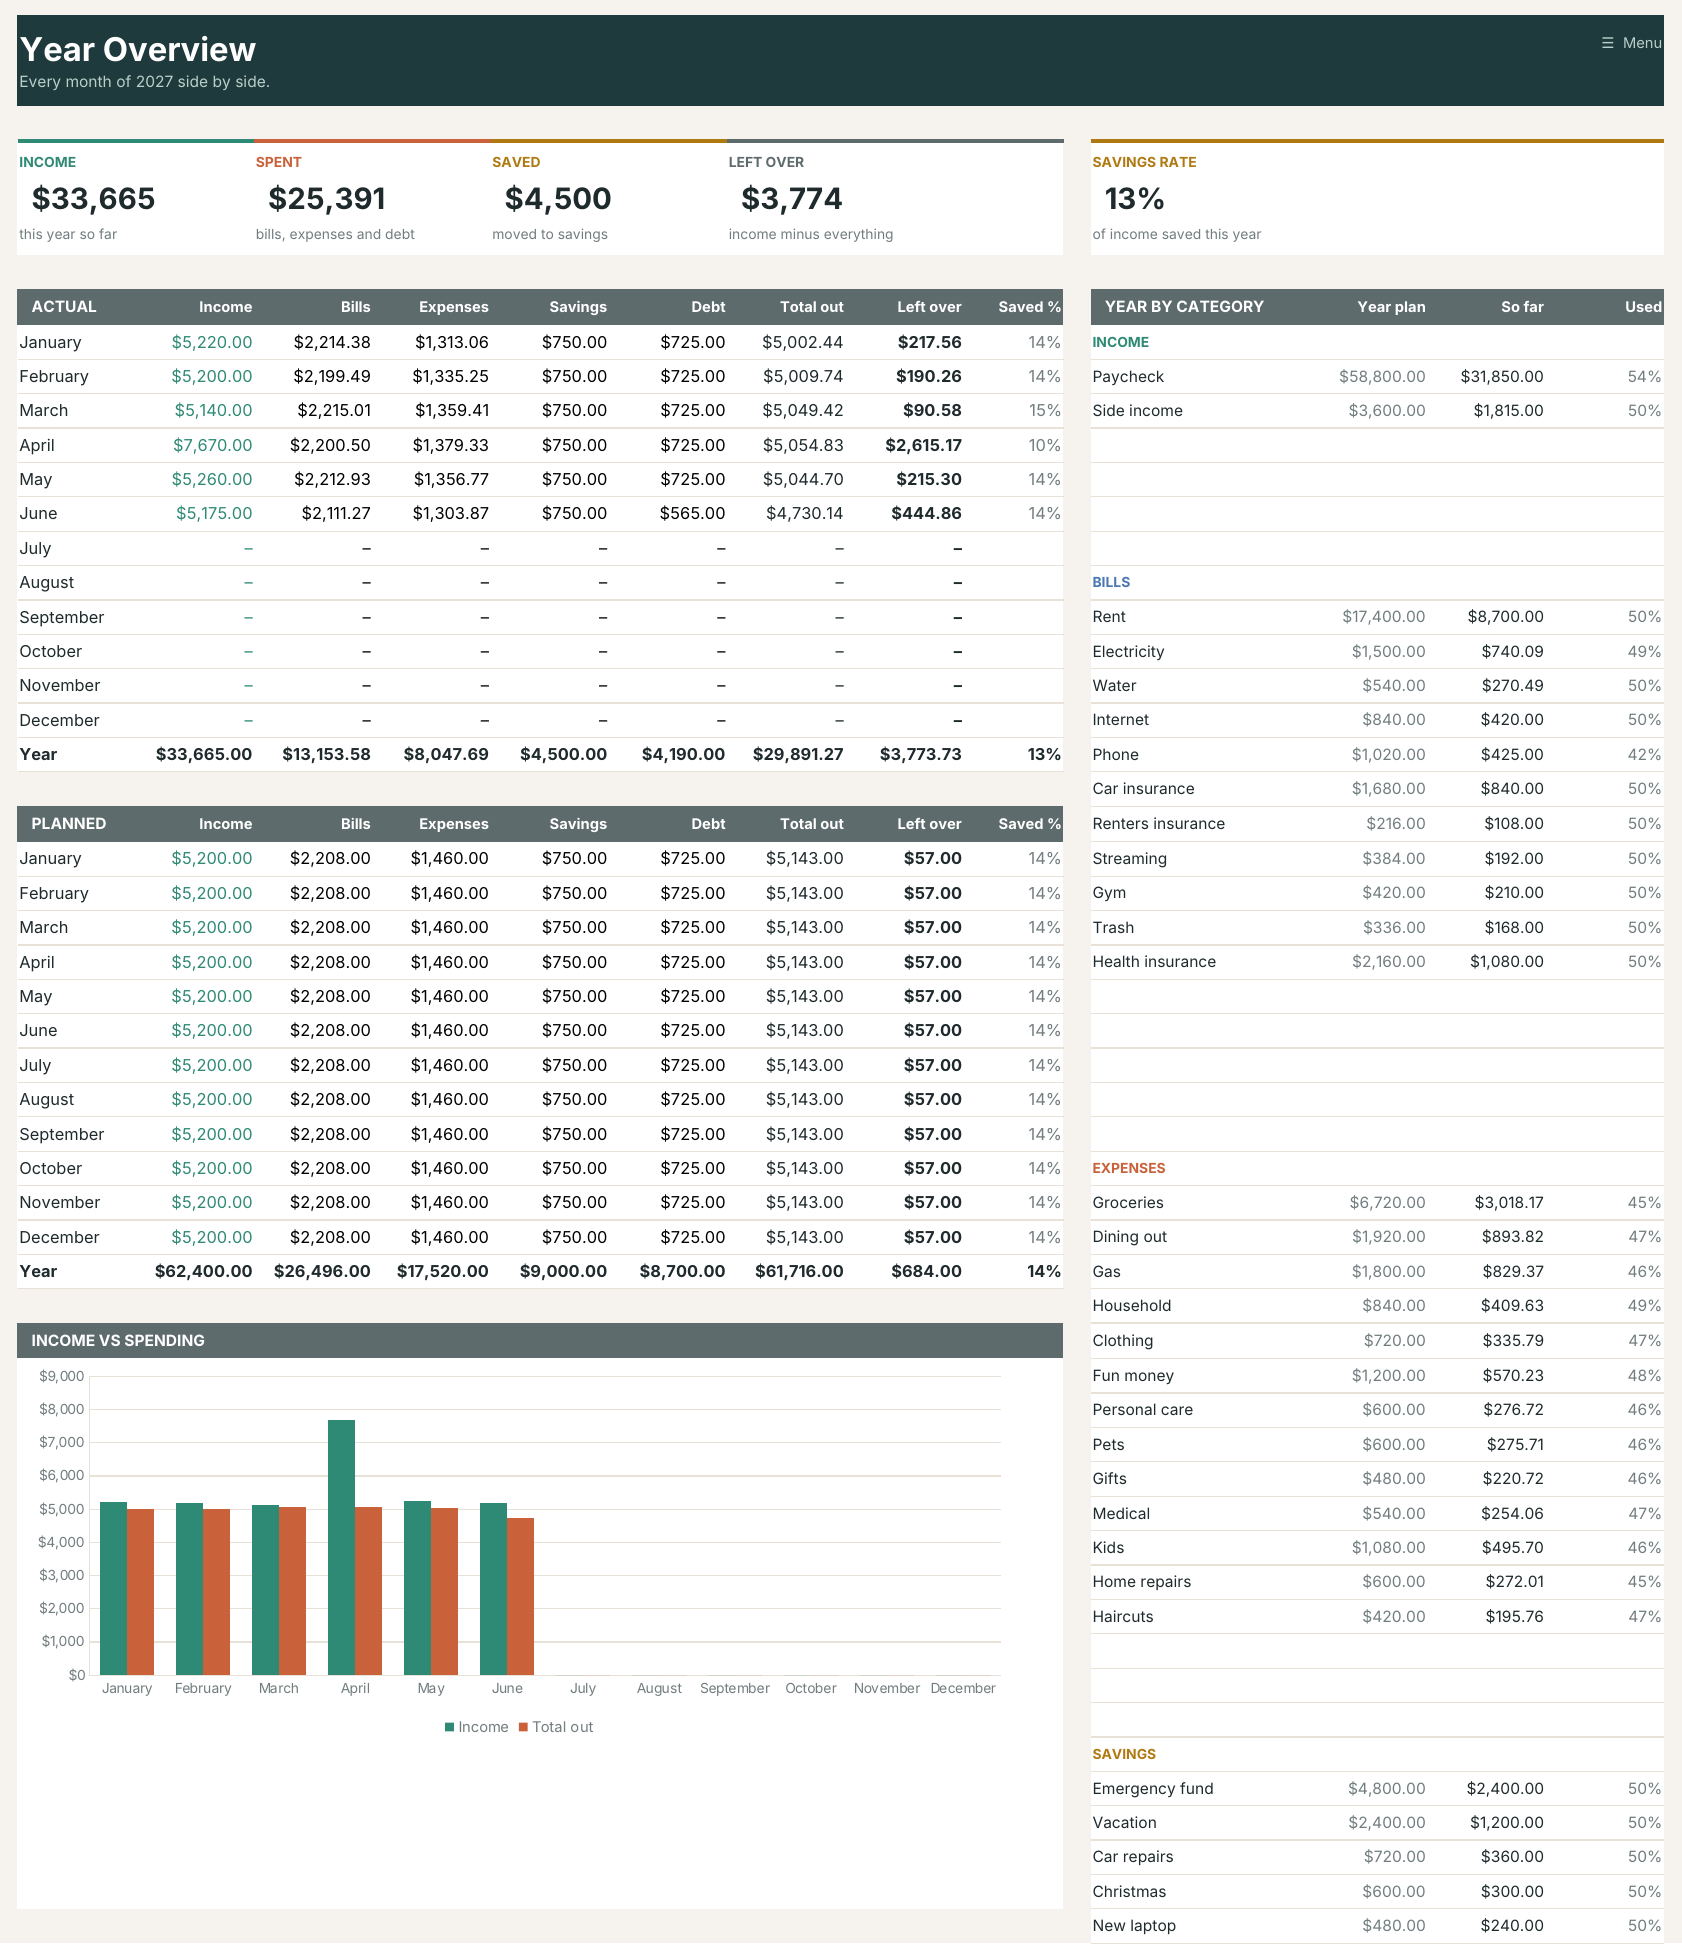 Year Overview
☰ Menu
Every month of 2027 side by side.
INCOME
$33,665
this year so far
SPENT
$25,391
bills, expenses and debt
SAVED
$4,500
moved to savings
LEFT OVER
$3,774
income minus everything
SAVINGS RATE
13%
of income saved this year
ACTUAL Income Bills Expenses Savings Debt Total out Left over Saved %
January $5,220.00 $2,214.38 $1,313.06 $750.00 $725.00 $5,002.44 $217.56 14%
February $5,200.00 $2,199.49 $1,335.25 $750.00 $725.00 $5,009.74 $190.26 14%
March $5,140.00 $2,215.01 $1,359.41 $750.00 $725.00 $5,049.42 $90.58 15%
April $7,670.00 $2,200.50 $1,379.33 $750.00 $725.00 $5,054.83 $2,615.17 10%
May $5,260.00 $2,212.93 $1,356.77 $750.00 $725.00 $5,044.70 $215.30 14%
June $5,175.00 $2,111.27 $1,303.87 $750.00 $565.00 $4,730.14 $444.86 14%
July – – – – – – –
August – – – – – – –
September – – – – – – –
October – – – – – – –
November – – – – – – –
December – – – – – – –
Year $33,665.00 $13,153.58 $8,047.69 $4,500.00 $4,190.00 $29,891.27 $3,773.73 13%
PLANNED Income Bills Expenses Savings Debt Total out Left over Saved %
January $5,200.00 $2,208.00 $1,460.00 $750.00 $725.00 $5,143.00 $57.00 14%
February $5,200.00 $2,208.00 $1,460.00 $750.00 $725.00 $5,143.00 $57.00 14%
March $5,200.00 $2,208.00 $1,460.00 $750.00 $725.00 $5,143.00 $57.00 14%
April $5,200.00 $2,208.00 $1,460.00 $750.00 $725.00 $5,143.00 $57.00 14%
May $5,200.00 $2,208.00 $1,460.00 $750.00 $725.00 $5,143.00 $57.00 14%
June $5,200.00 $2,208.00 $1,460.00 $750.00 $725.00 $5,143.00 $57.00 14%
July $5,200.00 $2,208.00 $1,460.00 $750.00 $725.00 $5,143.00 $57.00 14%
August $5,200.00 $2,208.00 $1,460.00 $750.00 $725.00 $5,143.00 $57.00 14%
September $5,200.00 $2,208.00 $1,460.00 $750.00 $725.00 $5,143.00 $57.00 14%
October $5,200.00 $2,208.00 $1,460.00 $750.00 $725.00 $5,143.00 $57.00 14%
November $5,200.00 $2,208.00 $1,460.00 $750.00 $725.00 $5,143.00 $57.00 14%
December $5,200.00 $2,208.00 $1,460.00 $750.00 $725.00 $5,143.00 $57.00 14%
Year $62,400.00 $26,496.00 $17,520.00 $9,000.00 $8,700.00 $61,716.00 $684.00 14%
INCOME VS SPENDING
$9,000
$8,000
$7,000
$6,000
$5,000
$4,000
$3,000
$2,000
$1,000
$0
January February March April May June July August September October November December
Income Total out
YEAR BY CATEGORY Year plan So far Used
INCOME
Paycheck $58,800.00 $31,850.00 54%
Side income $3,600.00 $1,815.00 50%
BILLS
Rent $17,400.00 $8,700.00 50%
Electricity $1,500.00 $740.09 49%
Water $540.00 $270.49 50%
Internet $840.00 $420.00 50%
Phone $1,020.00 $425.00 42%
Car insurance $1,680.00 $840.00 50%
Renters insurance $216.00 $108.00 50%
Streaming $384.00 $192.00 50%
Gym $420.00 $210.00 50%
Trash $336.00 $168.00 50%
Health insurance $2,160.00 $1,080.00 50%
EXPENSES
Groceries $6,720.00 $3,018.17 45%
Dining out $1,920.00 $893.82 47%
Gas $1,800.00 $829.37 46%
Household $840.00 $409.63 49%
Clothing $720.00 $335.79 47%
Fun money $1,200.00 $570.23 48%
Personal care $600.00 $276.72 46%
Pets $600.00 $275.71 46%
Gifts $480.00 $220.72 46%
Medical $540.00 $254.06 47%
Kids $1,080.00 $495.70 46%
Home repairs $600.00 $272.01 45%
Haircuts $420.00 $195.76 47%
SAVINGS
Emergency fund $4,800.00 $2,400.00 50%
Vacation $2,400.00 $1,200.00 50%
Car repairs $720.00 $360.00 50%
Christmas $600.00 $300.00 50%
New laptop $480.00 $240.00 50%